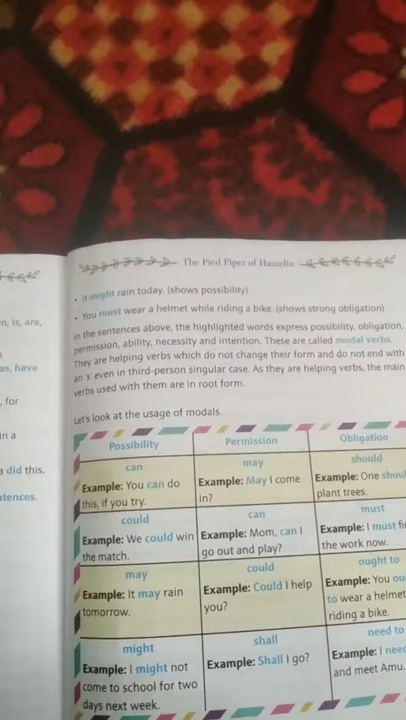 The Pied Piper of Hamelin
• It might rain today. (shows possibility)
• You must wear a helmet while riding a bike. (shows strong obligation)
In the sentences above, the highlighted words express possibility, obligation,
permission, ability, necessity and intention. These are called modal verbs.
They are helping verbs which do not change their form and do not end with
an 's' even in third-person singular case. As they are helping verbs, the main
verbs used with them are in root form.
Let's look at the usage of modals.
Possibility
can
Example: You can do
this, if you try.
could
Example: We could win
the match.
may
Example: It may rain
tomorrow.
might
Example: I might not
come to school for two
days next week.
Permission
may
Example: May I come
in?
can
Example: Mom, can I
go out and play?
could
Example: Could I help
you?
shall
Example: Shall I go?
Obligation
should
Example: One
plant trees.
must
Example: I must
the work now.
ought to
Example: You
to wear a helmet
riding a bike.
need to
Example: I
and meet Amu.
is, are,
have
for
in a
did this.